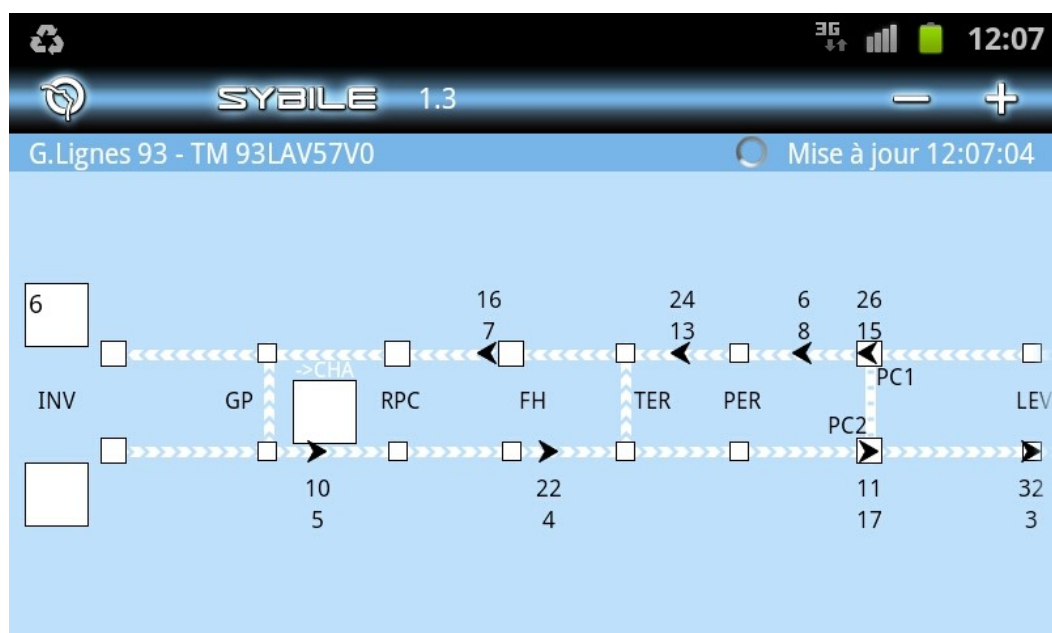 3G 12:07
SYBILE 1.3 − +
G.Lignes 93 - TM 93LAV57V0 Mise à jour 12:07:04
6 16 24 6 26
7 13 8 15
->CHA PC1
INV GP RPC FH TER PER LEV
PC2
10 22 11 32
5 4 17 3